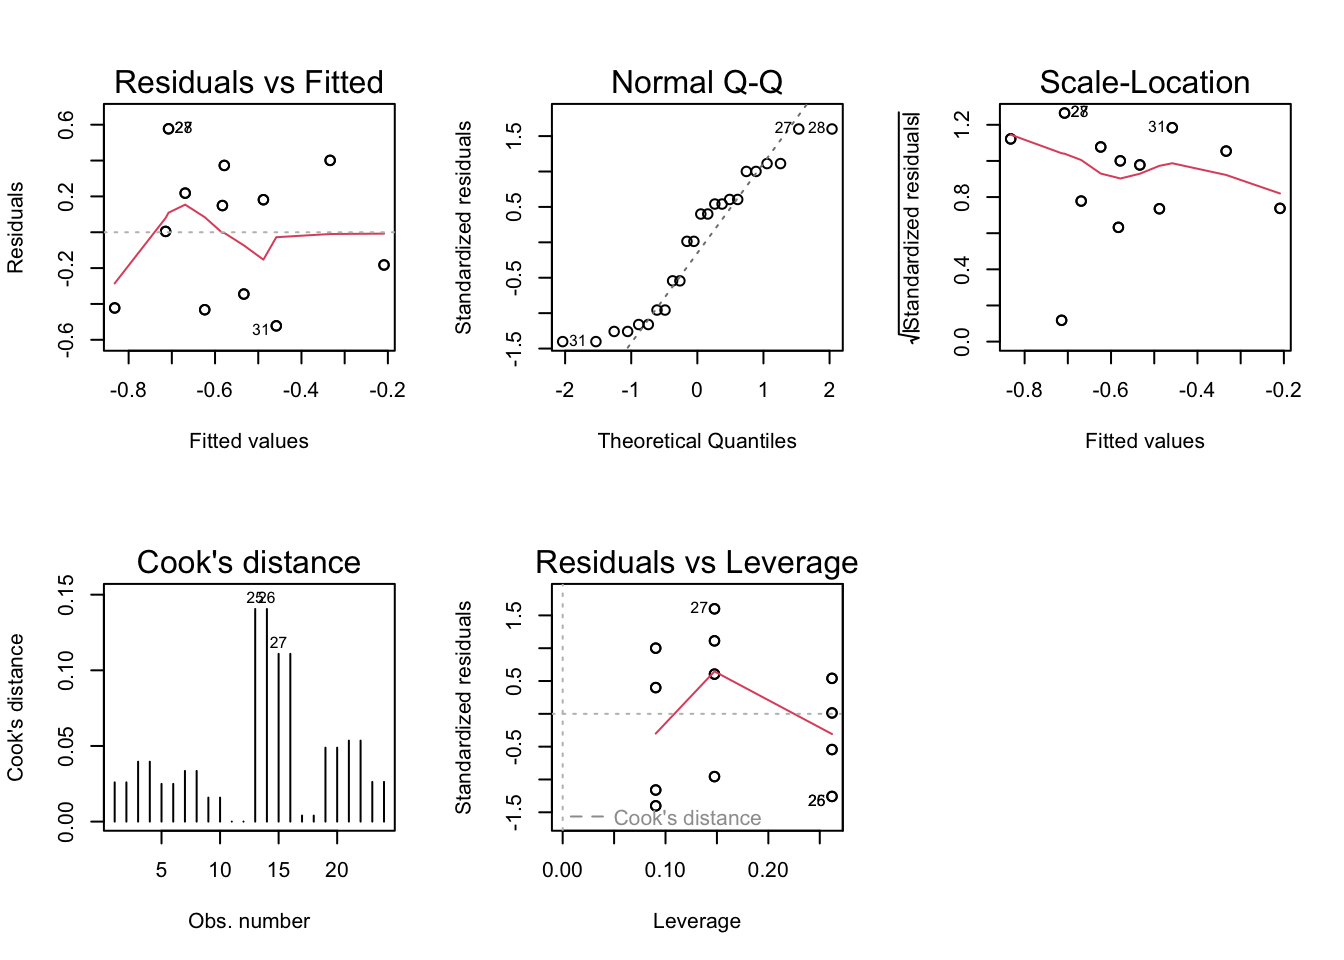 Residuals vs Fitted
Residuals
0.6
0.2
-0.2
-0.6
27
28
31
-0.8 -0.6 -0.4 -0.2
Fitted values
Normal Q-Q
Standardized residuals
1.5
0.5
-0.5
-1.5
27
28
31
-2 -1 0 1 2
Theoretical Quantiles
Scale-Location
√|Standardized residuals|
1.2
0.8
0.4
0.0
27
28
31
-0.8 -0.6 -0.4 -0.2
Fitted values
Cook's distance
Cook's distance
0.15
0.10
0.05
0.00
25
26
27
5 10 15 20
Obs. number
Residuals vs Leverage
Standardized residuals
1.5
0.5
-0.5
-1.5
27
26
Cook's distance
0.00 0.10 0.20
Leverage